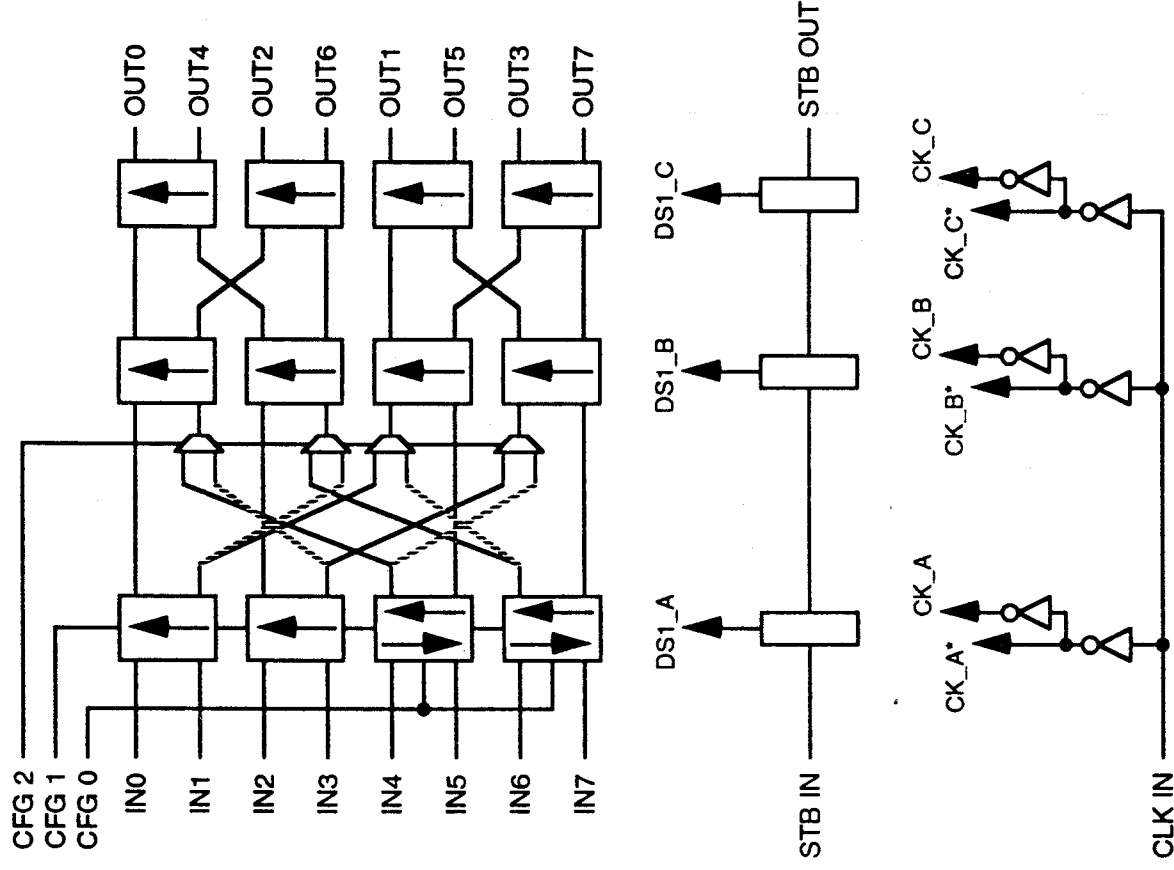 CFG 2
CFG 1
CFG 0
IN0
IN1
IN2
IN3
IN4
IN5
IN6
IN7
OUT0
OUT4
OUT2
OUT6
OUT1
OUT5
OUT3
OUT7
DS1_A
DS1_B
DS1_C
STB IN
STB OUT
CK_A*
CK_A
CK_B*
CK_B
CK_C*
CK_C
CLK IN